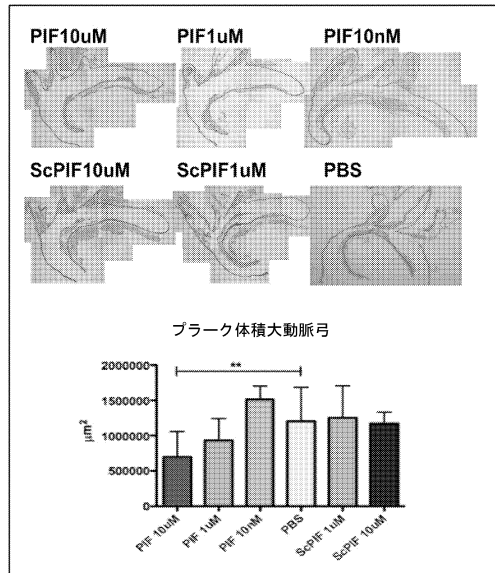 PIF10uM PIF1uM PIF10nM
ScPIF10uM ScPIF1uM PBS
プラーク体積大動脈弓
**
2000000
1500000
1000000
500000
0
μm²
PIF 10uM
PIF 1uM
PIF 10nM
PBS
ScPIF 1uM
ScPIF 10uM